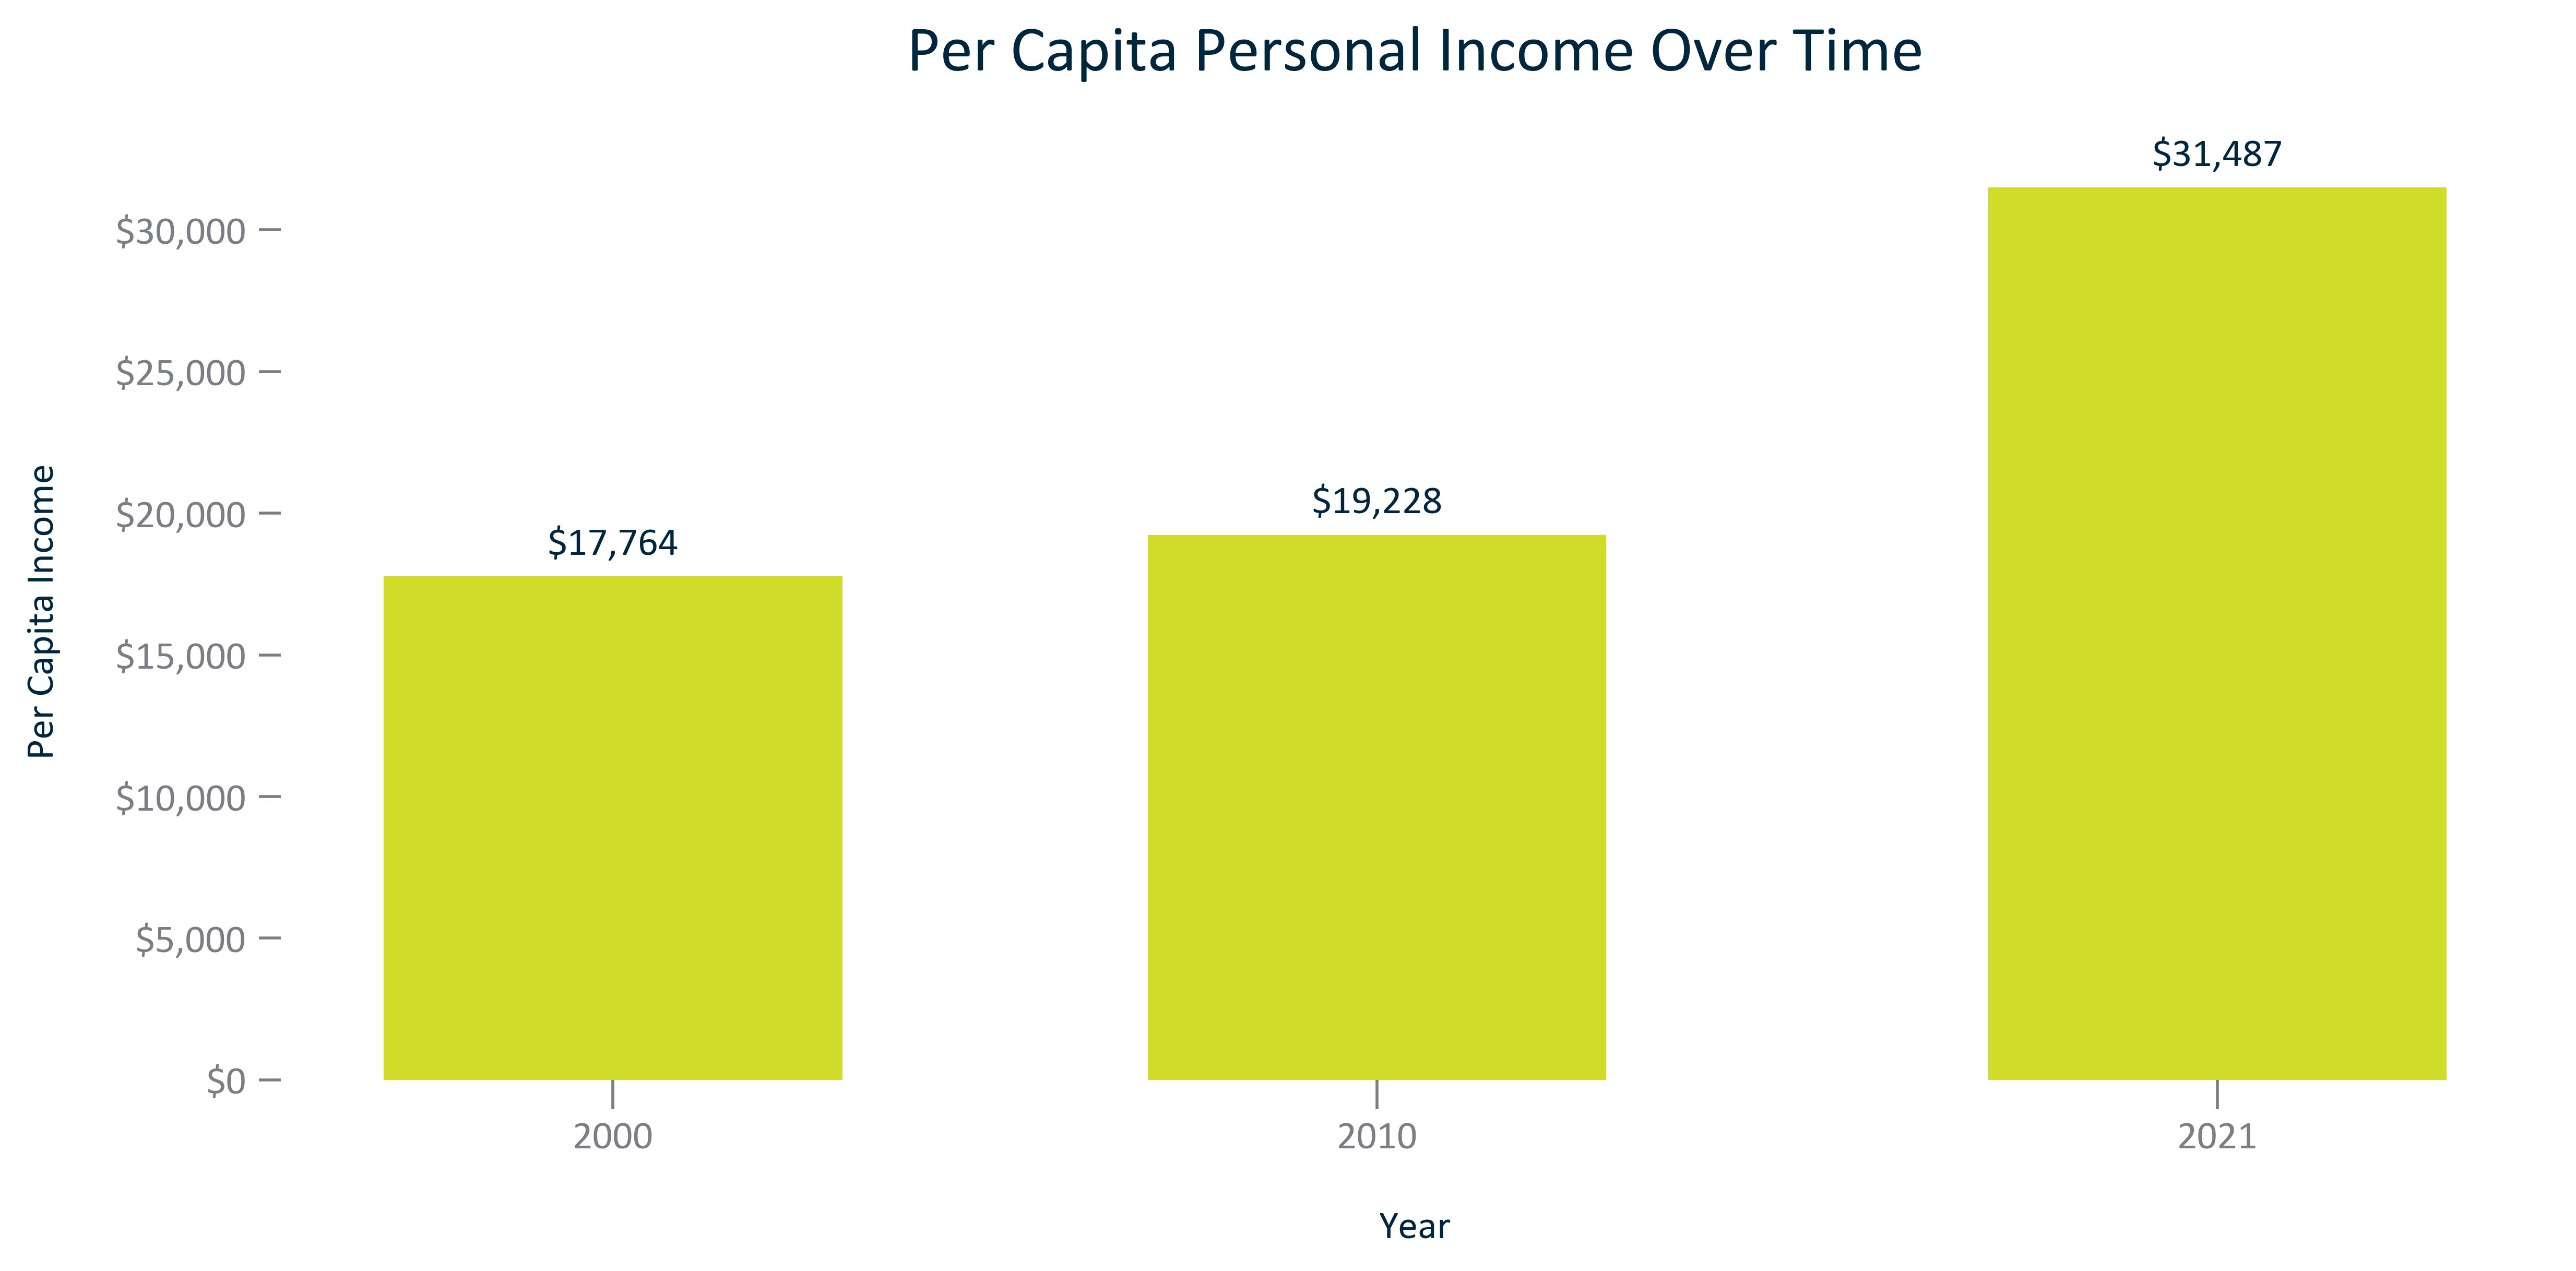 Per Capita Personal Income Over Time
$31,487
$30,000
$25,000
$19,228
$20,000
$17,764
Per Capita Income
$15,000
$10,000
$5,000
$0
2000 2010 2021
Year